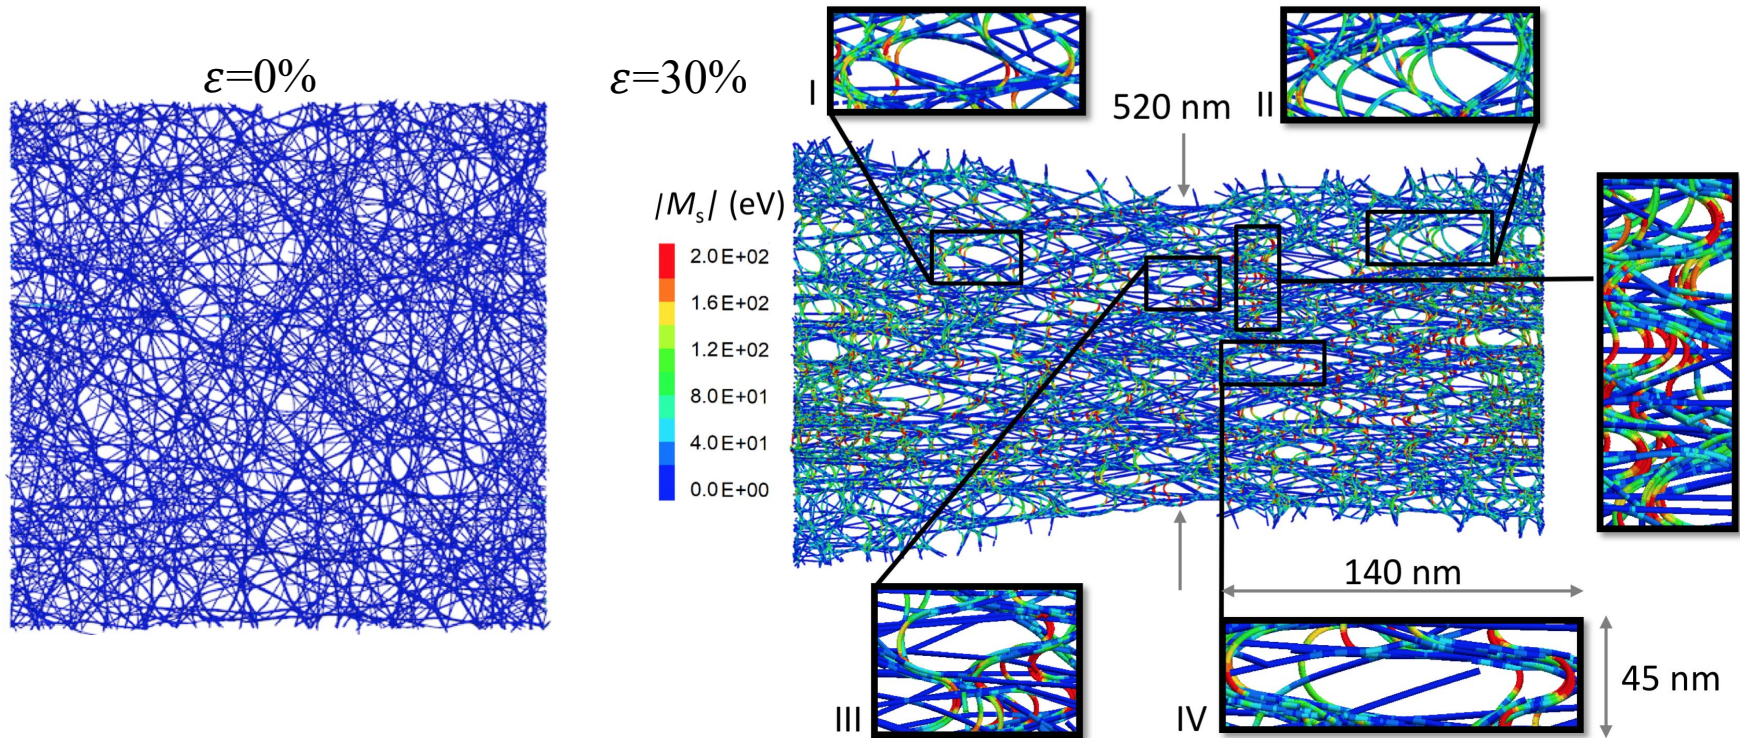 ε=0%
ε=30%
I
520 nm
II
|Mₛ| (eV)
2.0E+02
1.6E+02
1.2E+02
8.0E+01
4.0E+01
0.0E+00
140 nm
45 nm
III
IV